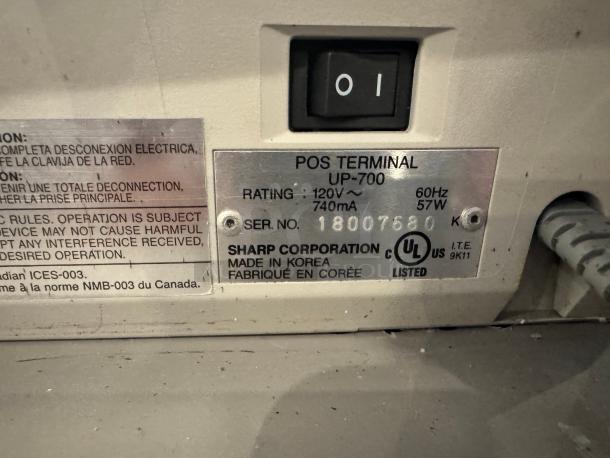 O I
ION:
OMPLETA DESCONEXION ELECTRICA,
FE LA CLAVIJA DE LA RED.
ON:
TENIR UNE TOTALE DECONNECTION,
HER LA PRISE PRINCIPALE.
C RULES. OPERATION IS SUBJECT
DEVICE MAY NOT CAUSE HARMFUL
PT ANY INTERFERENCE RECEIVED,
DESIRED OPERATION.
adian ICES-003.
me à la norme NMB-003 du Canada.
POS TERMINAL
UP-700
RATING : 120V~ 60Hz
740mA 57W
SER. NO. 18007680 K
SHARP CORPORATION
MADE IN KOREA
FABRIQUÉ EN CORÉE
C UL US
LISTED
I.T.E.
9K11